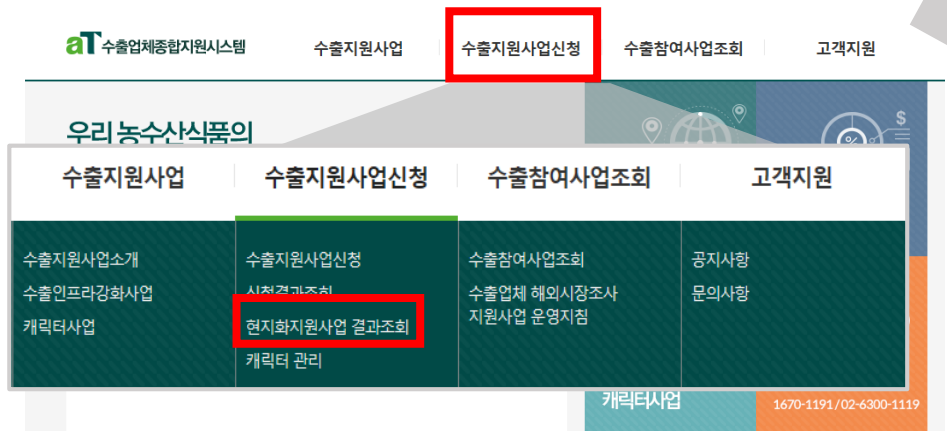 aT 수출업체종합지원시스템
수출지원사업
수출지원사업신청
수출참여사업조회
고객지원
우리 농수산식품의
$
%
수출지원사업
수출지원사업신청
수출참여사업조회
고객지원
수출지원사업소개
수출인프라강화사업
캐릭터사업
수출지원사업신청
신청결과조회
현지화지원사업 결과조회
캐릭터 관리
수출참여사업조회
수출업체 해외시장조사
지원사업 운영지침
공지사항
문의사항
캐릭터사업
1670-1191/02-6300-1119